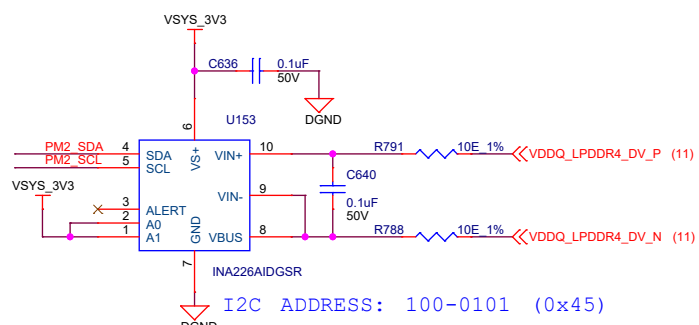 VSYS_3V3
C636
0.1uF
50V
U153
DGND
6
PM2_SDA
4
SDA
VS+
VIN+
10
R791
10E_1%
VDDQ_LPDDR4_DV_P (11)
PM2_SCL
5
SCL
C640
VSYS_3V3
VIN-
9
0.1uF
50V
3
ALERT
2
A0
1
A1
GND
VBUS
8
R788
10E_1%
VDDQ_LPDDR4_DV_N (11)
7
INA226AIDGSR
I2C ADDRESS: 100-0101 (0x45)
DGND